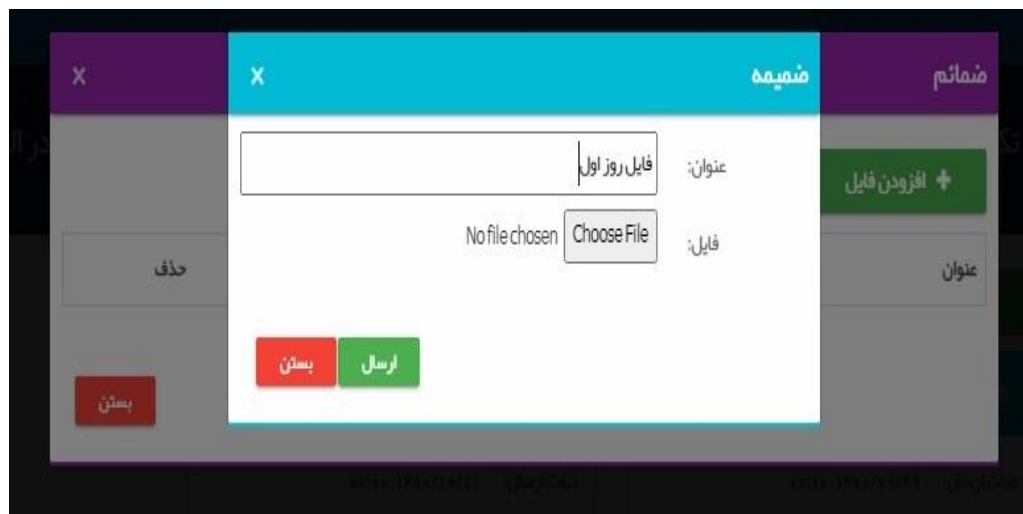 ضمائم
X
ضمیمه
X
افزودن فایل
عنوان:
فایل روز اول
فایل:
Choose File No file chosen
عنوان
حذف
ارسال
بستن
بستن